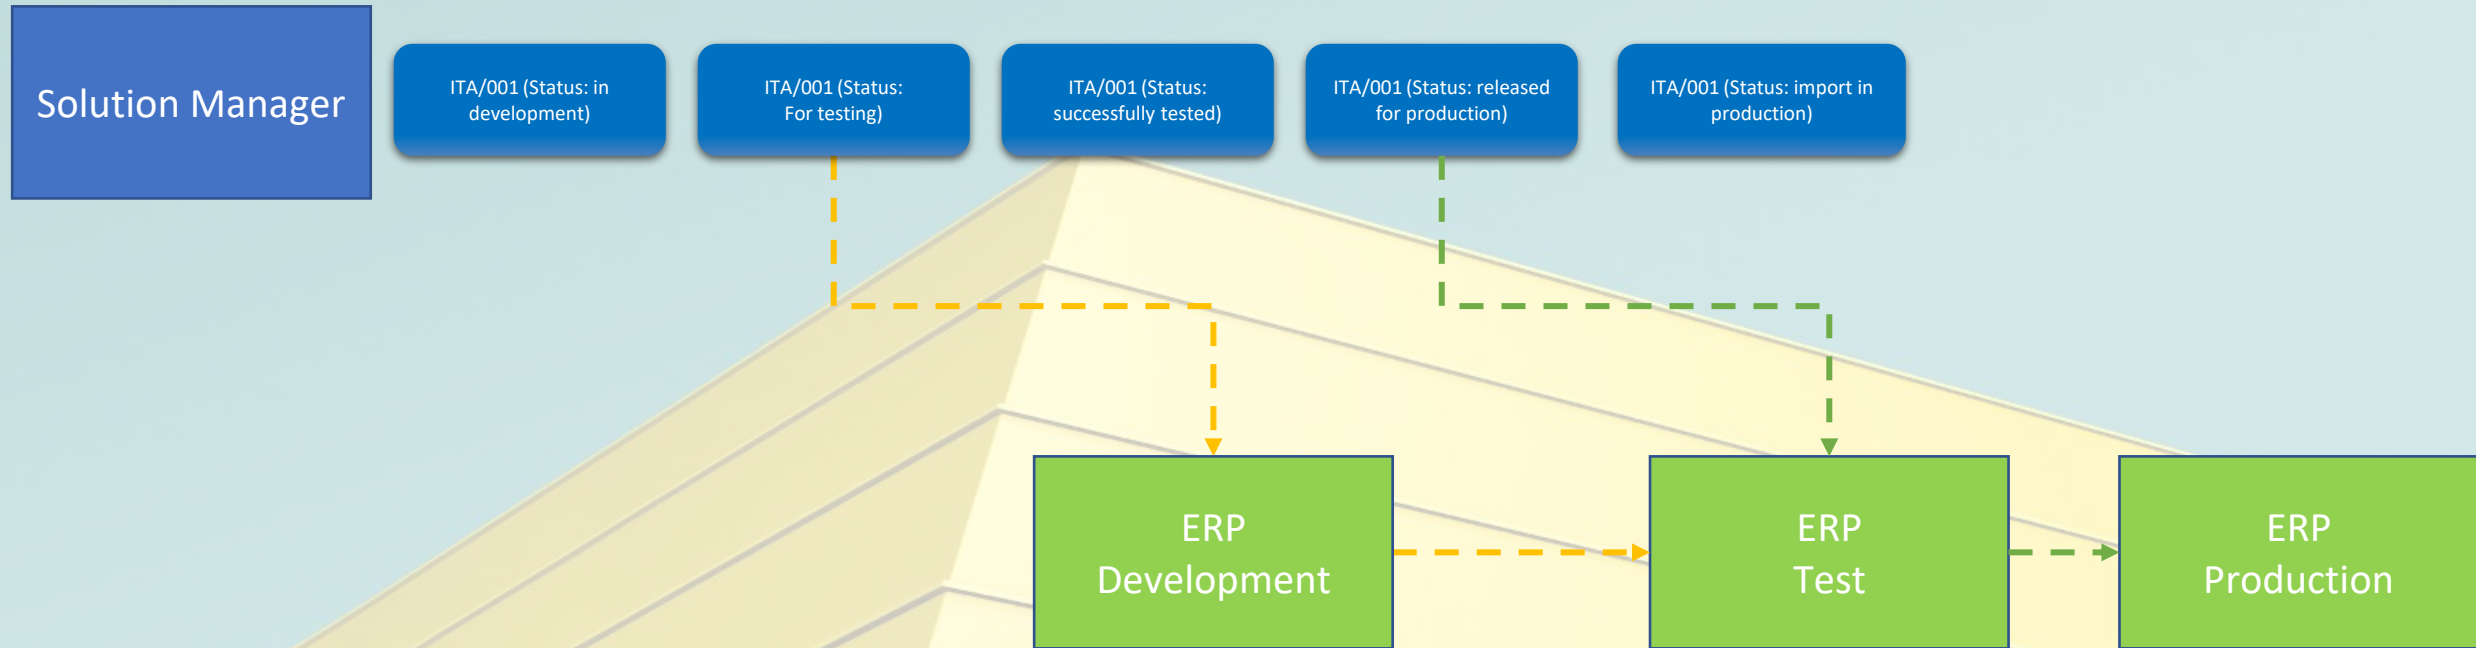 Solution Manager
ITA/001 (Status: in
development)
ITA/001 (Status:
For testing)
ITA/001 (Status:
successfully tested)
ITA/001 (Status: released
for production)
ITA/001 (Status: import in
production)
ERP
Development
ERP
Test
ERP
Production